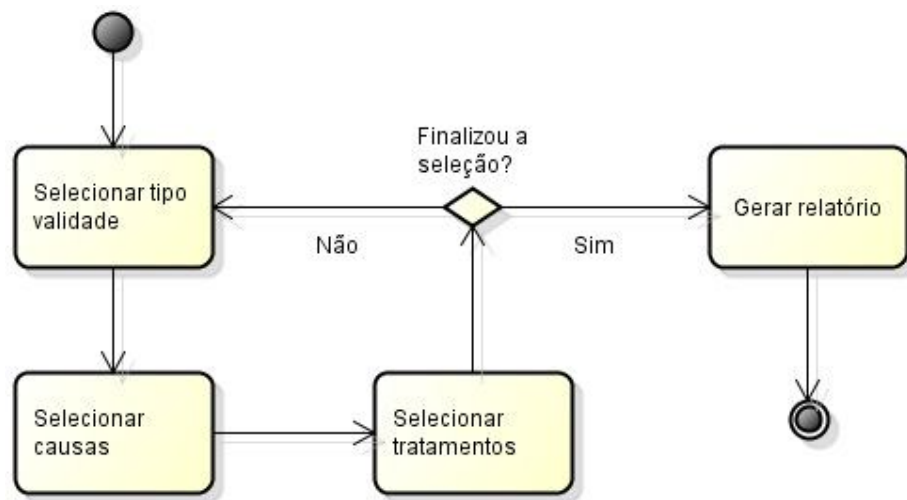 Finalizou a
seleção?
Selecionar tipo
validade
Gerar relatório
Não
Sim
Selecionar
causas
Selecionar
tratamentos